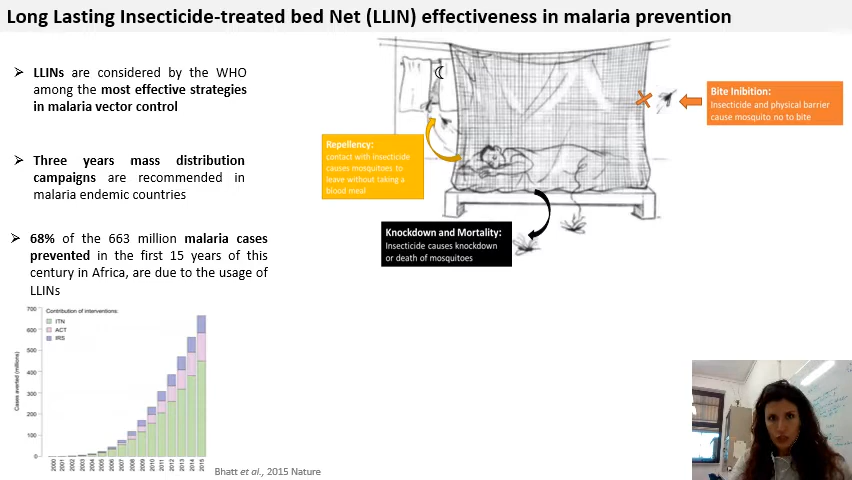 Long Lasting Insecticide-treated bed Net (LLIN) effectiveness in malaria prevention
➢ LLINs are considered by the WHO
among the most effective strategies
in malaria vector control
➢ Three years mass distribution
campaigns are recommended in
malaria endemic countries
➢ 68% of the 663 million malaria cases
prevented in the first 15 years of this
century in Africa, are due to the usage of
LLINs
Repellency:
contact with insecticide
causes mosquitoes to
leave without taking a
blood meal
Bite Inibition:
Insecticide and physical barrier
cause mosquito no to bite
Knockdown and Mortality:
Insecticide causes knockdown
or death of mosquitoes
Contribution of interventions:
ITN
ACT
IRS
Cases averted (millions)
700
600
500
400
300
200
100
0
2000 2001 2002 2003 2004 2005 2006 2007 2008 2009 2010 2011 2012 2013 2014 2015
Bhatt et al., 2015 Nature